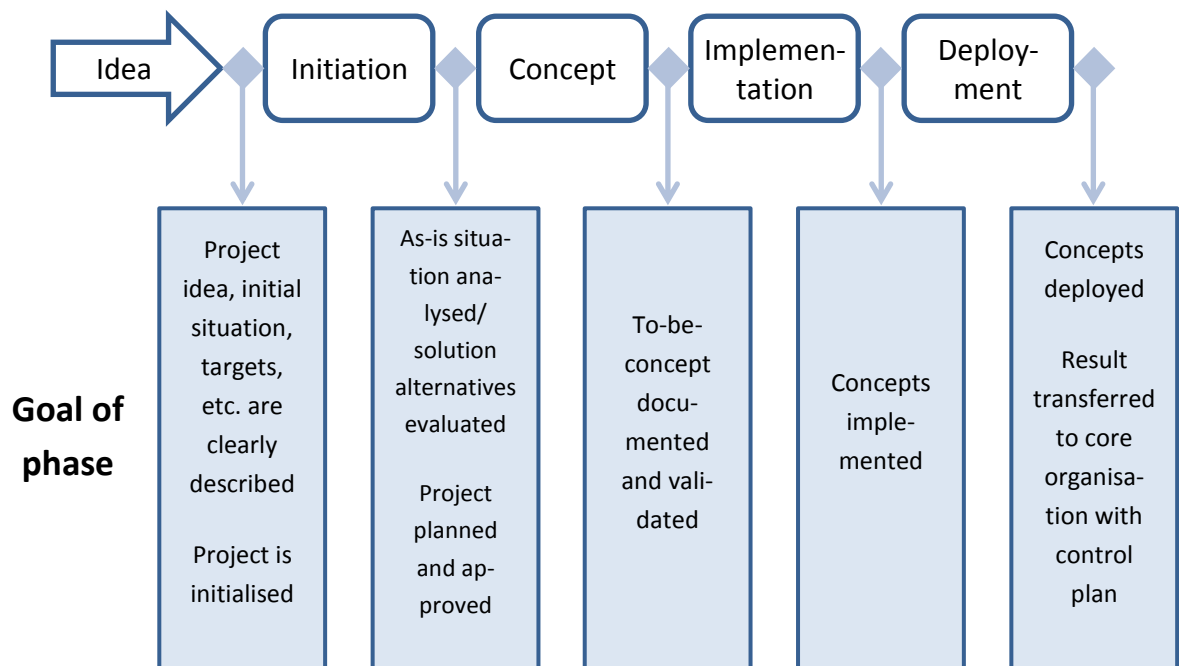 Idea
Initiation
Concept
Implemen-
tation
Deploy-
ment
Goal of
phase
Project
idea, initial
situation,
targets,
etc. are
clearly
described
Project is
initialised
As-is situa-
tion ana-
lysed/
solution
alternatives
evaluated
Project
planned
and ap-
proved
To-be-
concept
docu-
mented
and vali-
dated
Concepts
imple-
mented
Concepts
deployed
Result
transferred
to core
organisa-
tion with
control
plan